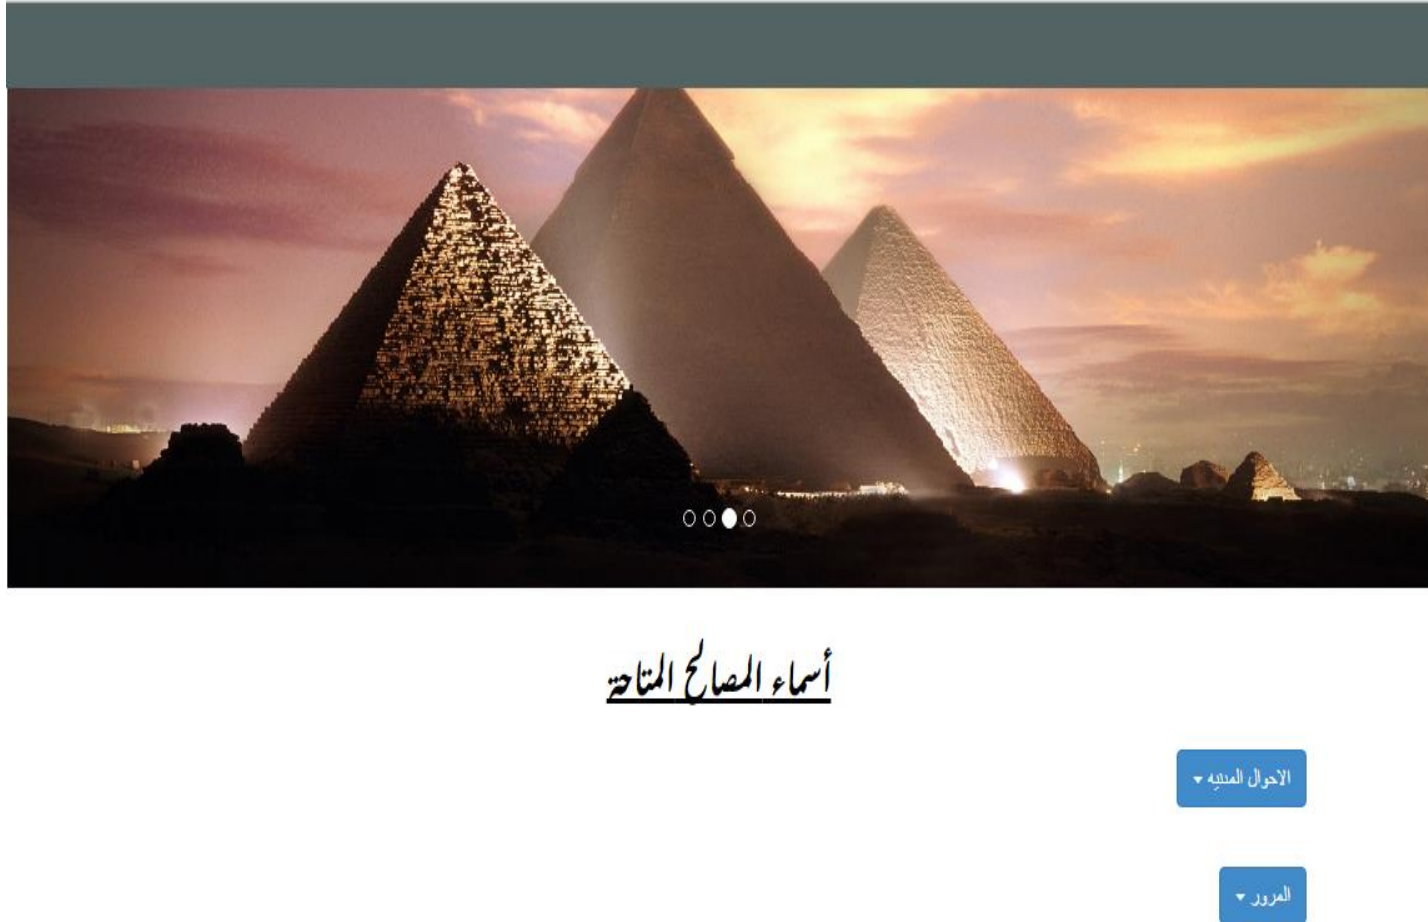 أسماء المصالح المتاحة
الاحوال المدنيه
المرور